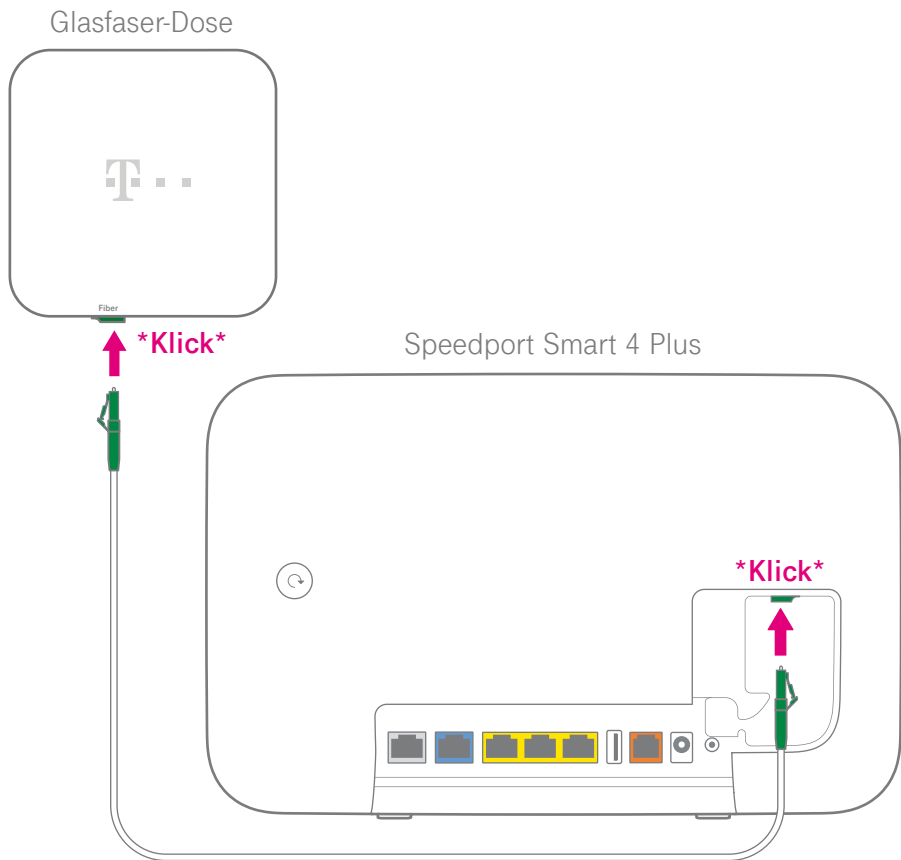 Glasfaser-Dose
T
Fiber
*Klick*
Speedport Smart 4 Plus
*Klick*